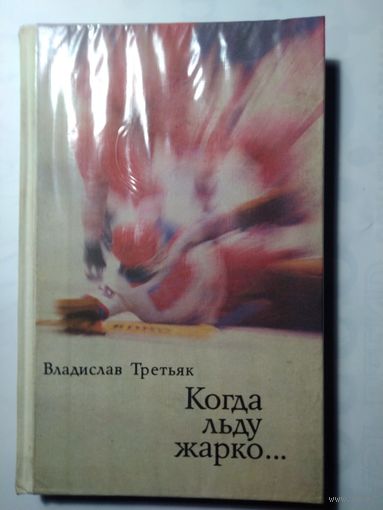 Владислав Третьяк
Когда
льду
жарко...